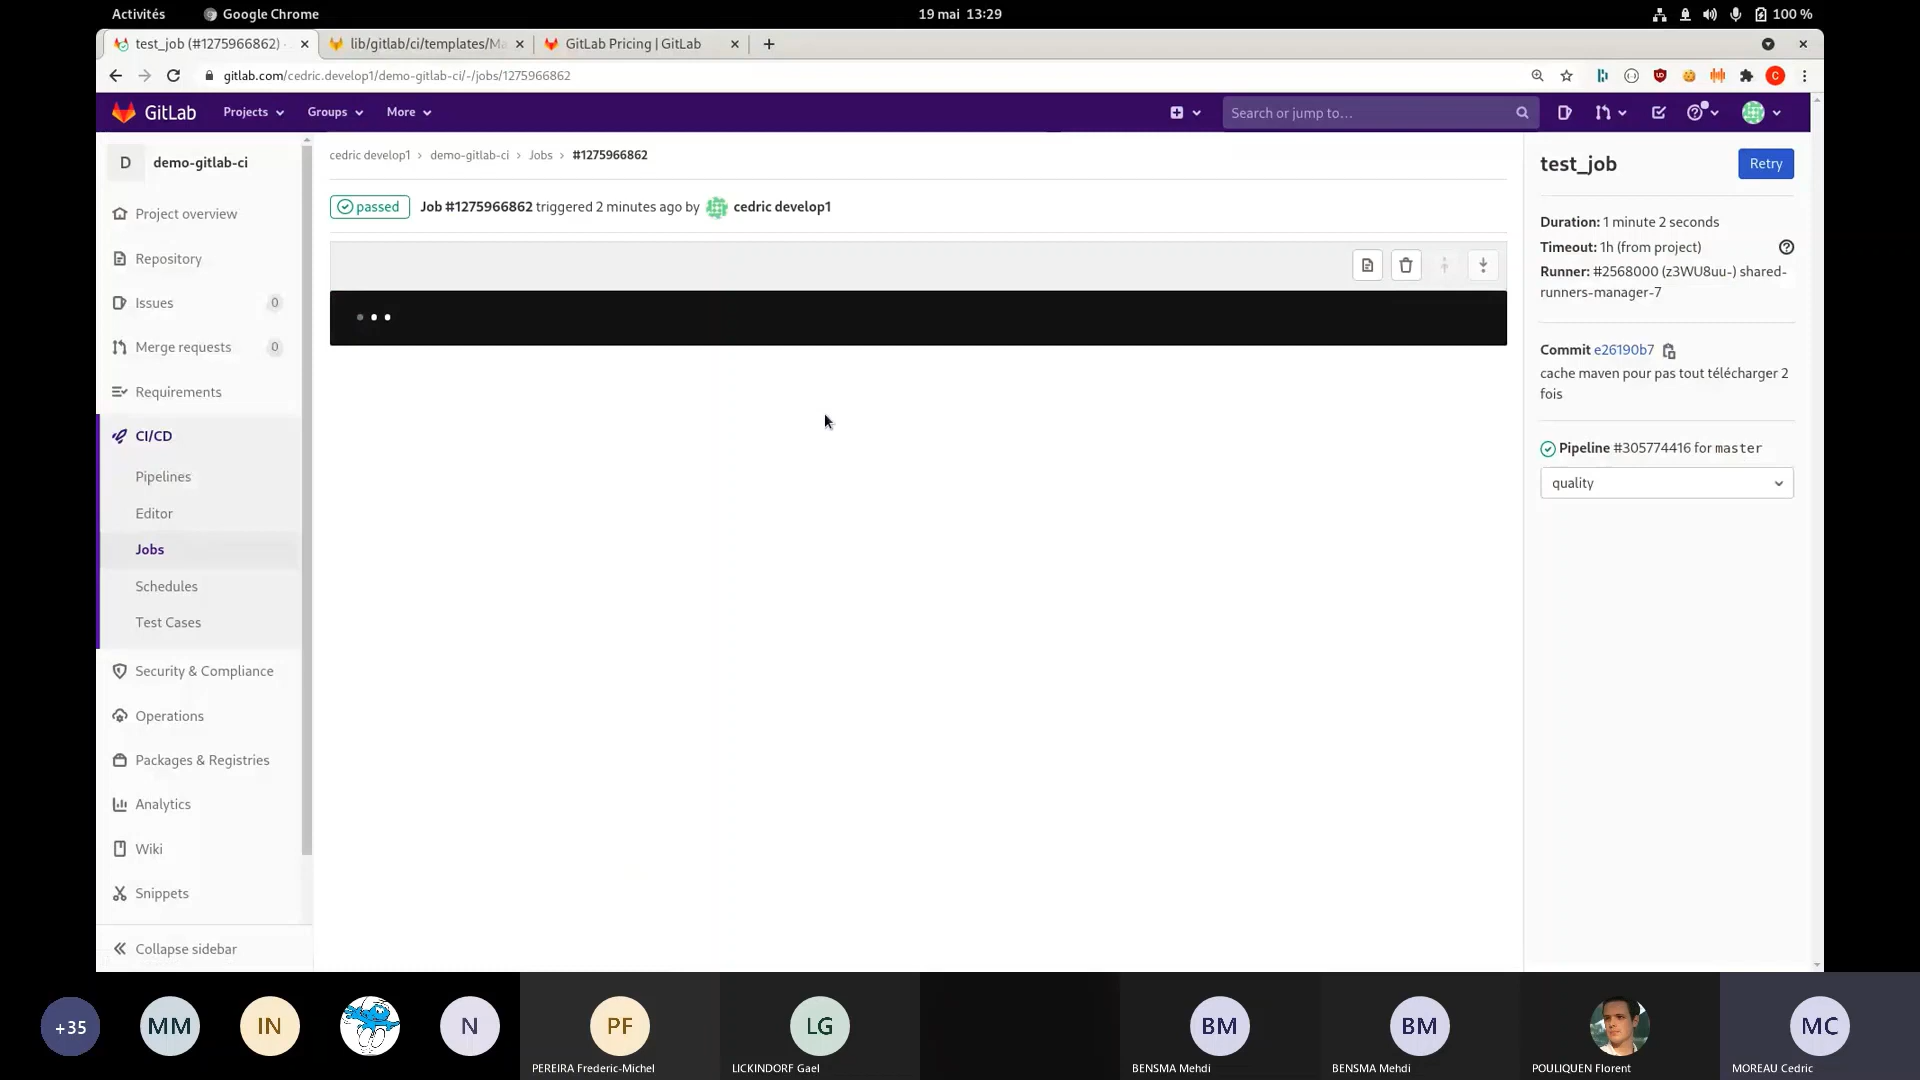 Activités
Google Chrome
19 mai 13:29
100 %
test_job (#1275966862) ·
lib/gitlab/ci/templates/Ma
GitLab Pricing | GitLab
gitlab.com/cedric.develop1/demo-gitlab-ci/-/jobs/1275966862
C
GitLab
Projects
Groups
More
Search or jump to…
D
demo-gitlab-ci
Project overview
Repository
Issues
0
Merge requests
0
Requirements
CI/CD
Pipelines
Editor
Jobs
Schedules
Test Cases
Security & Compliance
Operations
Packages & Registries
Analytics
Wiki
Snippets
Collapse sidebar
cedric develop1 › demo-gitlab-ci › Jobs › #1275966862
passed
Job #1275966862 triggered 2 minutes ago by cedric develop1
test_job
Retry
Duration: 1 minute 2 seconds
Timeout: 1h (from project)
Runner: #2568000 (z3WU8uu-) shared-
runners-manager-7
Commit e26190b7
cache maven pour pas tout télécharger 2
fois
Pipeline #305774416 for master
quality
+35
MM
IN
N
PF
PEREIRA Frederic-Michel
LG
LICKINDORF Gael
BM
BENSMA Mehdi
BM
BENSMA Mehdi
POULIQUEN Florent
MC
MOREAU Cedric